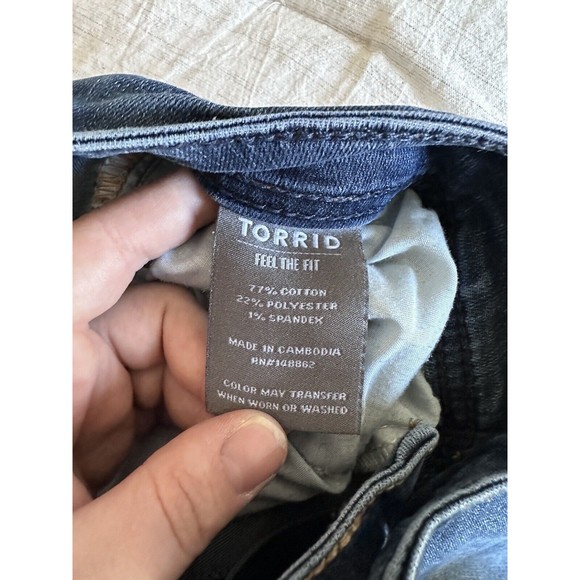 TORRID
FEEL THE FIT
77% COTTON
22% POLYESTER
1% SPANDEX
MADE IN CAMBODIA
RN#148862
COLOR MAY TRANSFER
WHEN WORN OR WASHED